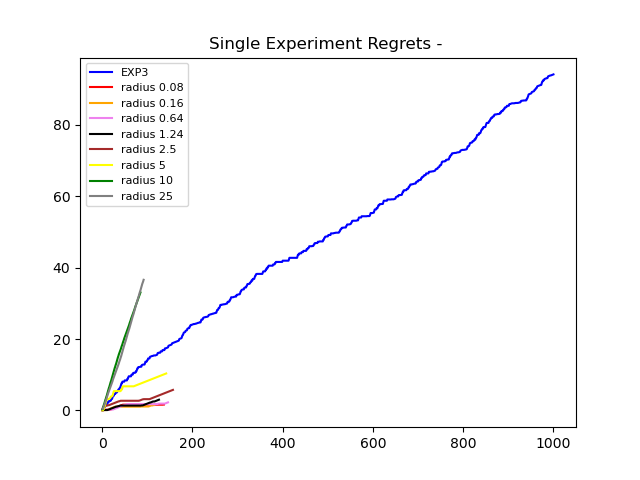 Single Experiment Regrets -
EXP3
radius 0.08
radius 0.16
radius 0.64
radius 1.24
radius 2.5
radius 5
radius 10
radius 25
80
60
40
20
0
0 200 400 600 800 1000